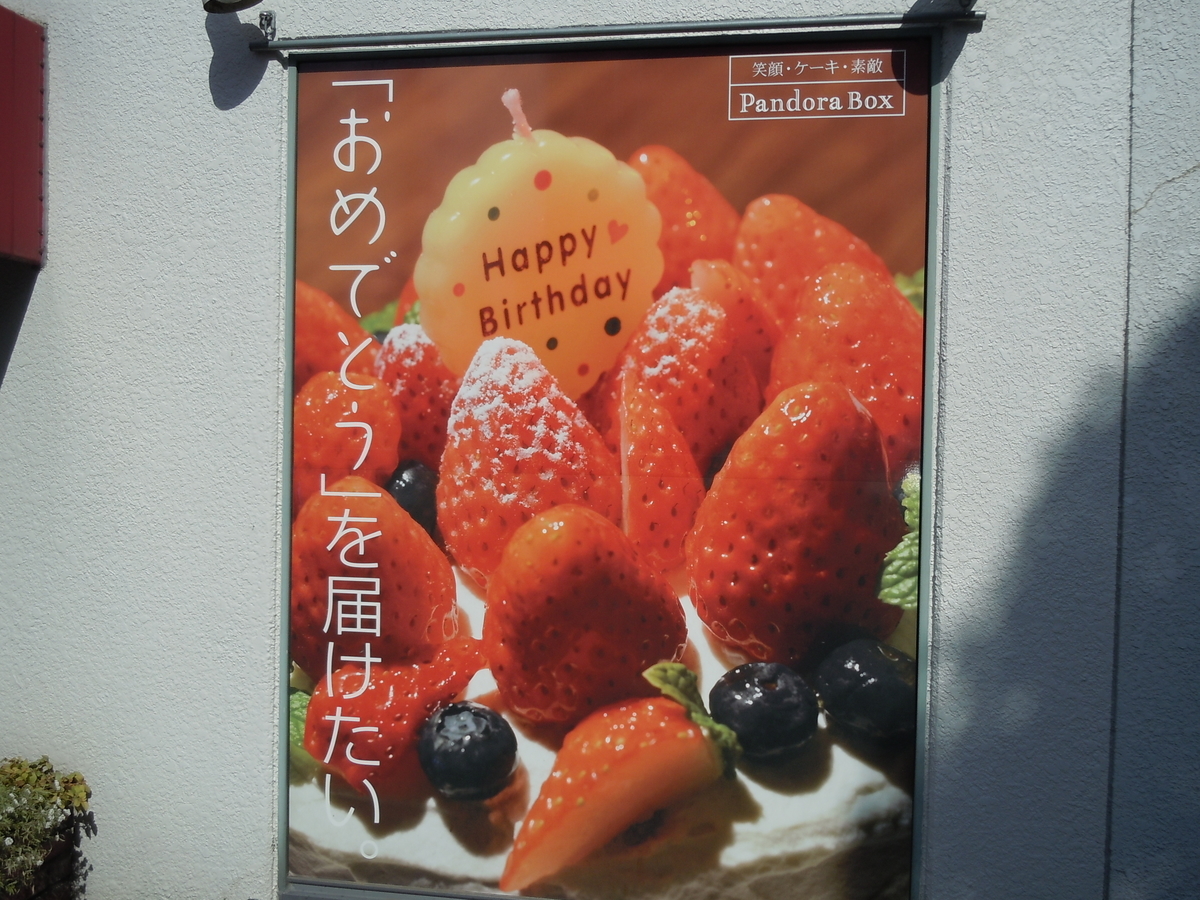 「おめでとう」を届けたい。
笑顔・ケーキ・素敵
Pandora Box
Happy
Birthday